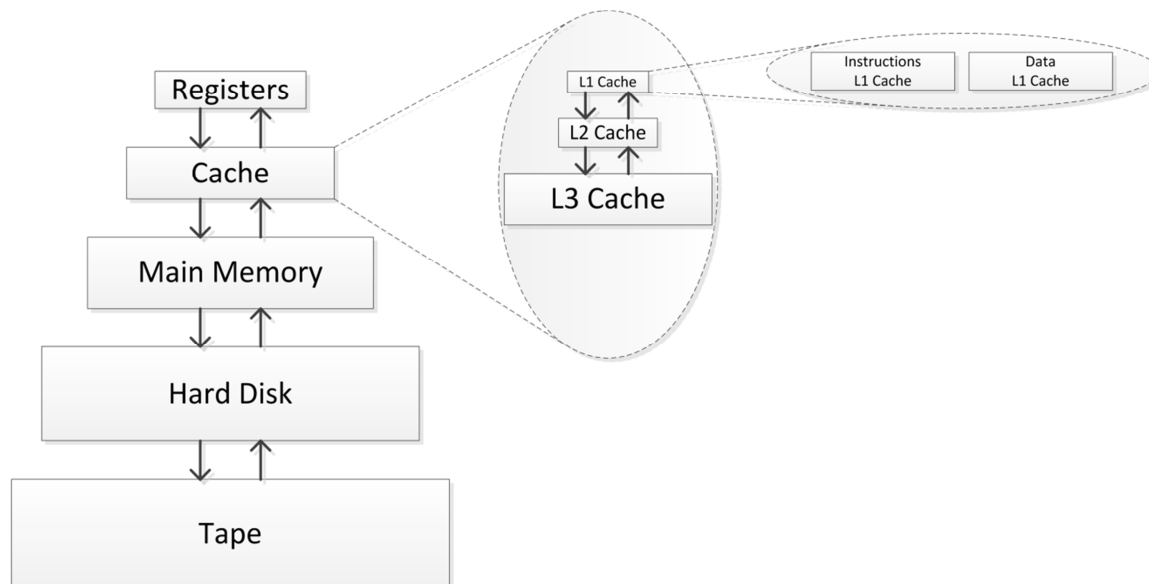 Registers
Cache
Main Memory
Hard Disk
Tape
L1 Cache
L2 Cache
L3 Cache
Instructions
L1 Cache
Data
L1 Cache